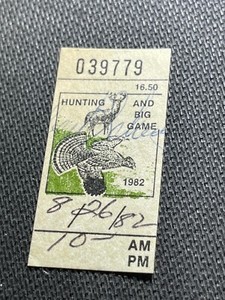 039779
16.50
HUNTING AND
BIG
GAME
1982
8/26/82
10- AM
PM